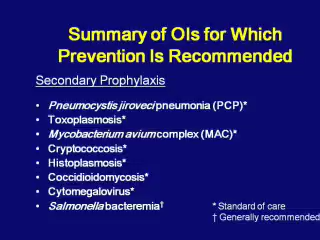 Summary of OIs for Which
Prevention Is Recommended
Secondary Prophylaxis
• Pneumocystis jiroveci pneumonia (PCP)*
• Toxoplasmosis*
• Mycobacterium avium complex (MAC)*
• Cryptococcosis*
• Histoplasmosis*
• Coccidioidomycosis*
• Cytomegalovirus*
• Salmonella bacteremia†
* Standard of care
† Generally recommended